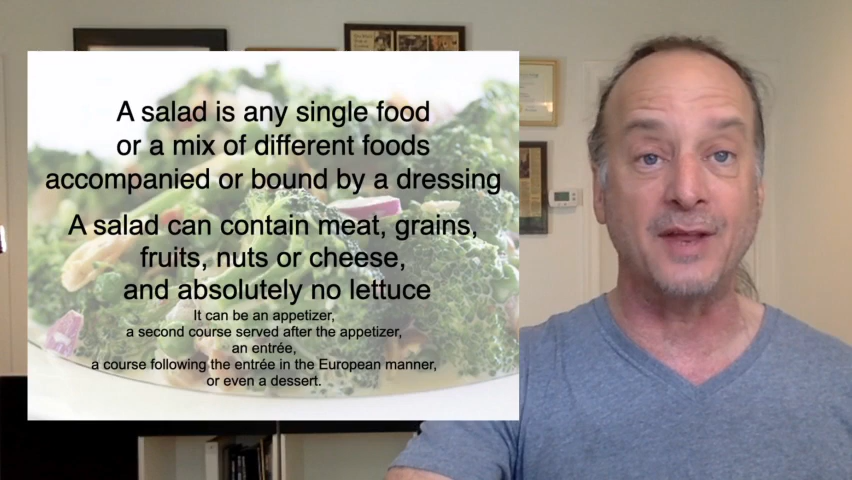 A salad is any single food
or a mix of different foods
accompanied or bound by a dressing
A salad can contain meat, grains,
fruits, nuts or cheese,
and absolutely no lettuce
It can be an appetizer,
a second course served after the appetizer,
an entrée,
a course following the entrée in the European manner,
or even a dessert.